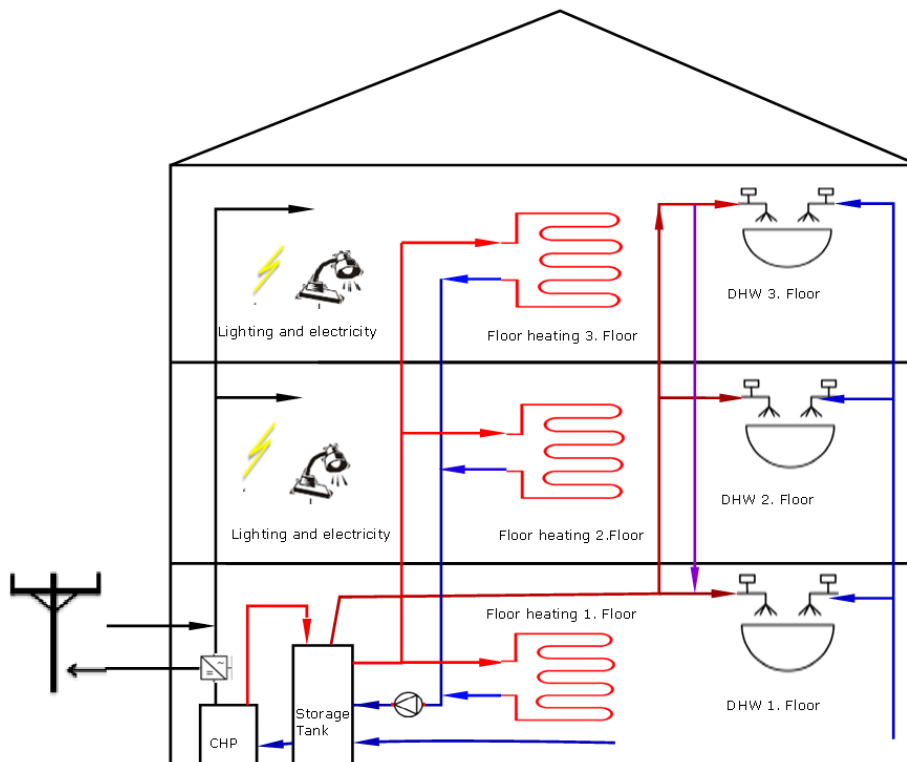 DHW 3. Floor
Lighting and electricity
Floor heating 3. Floor
DHW 2. Floor
Lighting and electricity
Floor heating 2.Floor
Floor heating 1. Floor
DHW 1. Floor
Storage
Tank
CHP